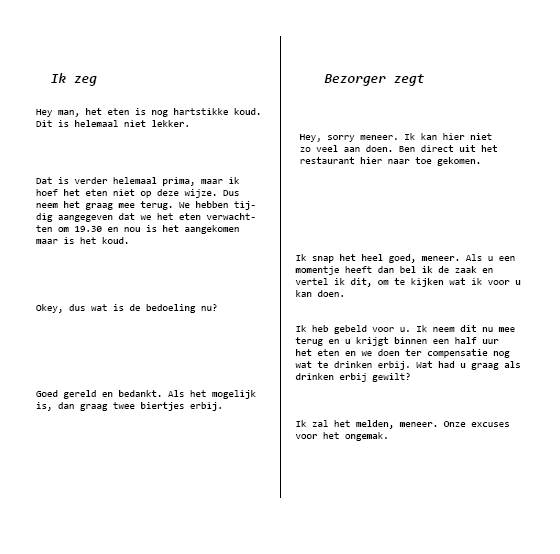 Ik zeg
Hey man, het eten is nog hartstikke koud.
Dit is helemaal niet lekker.
Dat is verder helemaal prima, maar ik
hoef het eten niet op deze wijze. Dus
neem het graag mee terug. We hebben tij-
dig aangegeven dat we het eten verwacht-
ten om 19.30 en nou is het aangekomen
maar is het koud.
Okey, dus wat is de bedoeling nu?
Goed gereld en bedankt. Als het mogelijk
is, dan graag twee biertjes erbij.
Bezorger zegt
Hey, sorry meneer. Ik kan hier niet
zo veel aan doen. Ben direct uit het
restaurant hier naar toe gekomen.
Ik snap het heel goed, meneer. Als u een
momentje heeft dan bel ik de zaak en
vertel ik dit, om te kijken wat ik voor u
kan doen.
Ik heb gebeld voor u. Ik neem dit nu mee
terug en u krijgt binnen een half uur
het eten en we doen ter compensatie nog
wat te drinken erbij. Wat had u graag als
drinken erbij gewilt?
Ik zal het melden, meneer. Onze excuses
voor het ongemak.